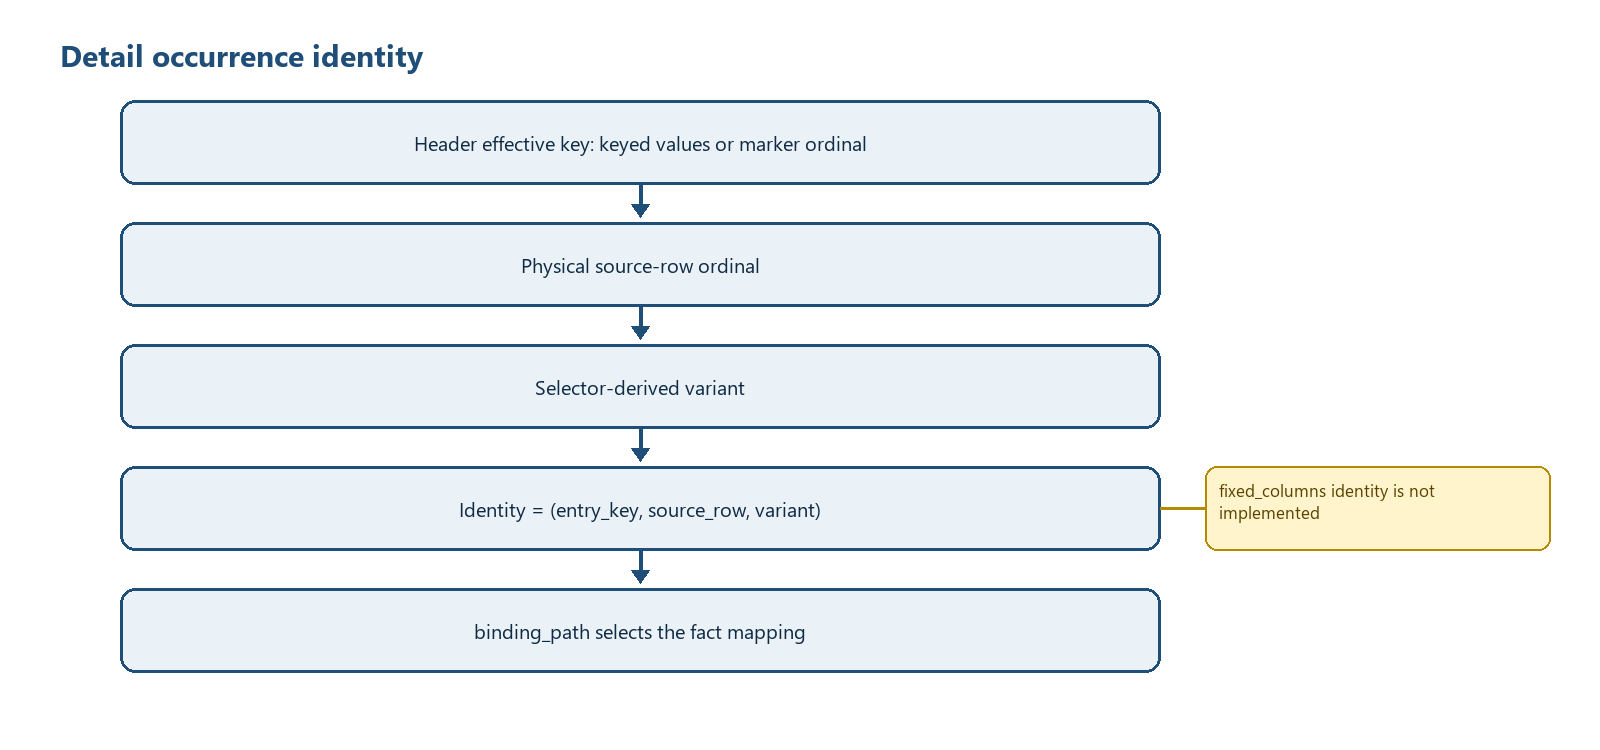 Detail occurrence identity
Header effective key: keyed values or marker ordinal
Physical source-row ordinal
Selector-derived variant
Identity = (entry_key, source_row, variant)
fixed_columns identity is not
implemented
binding_path selects the fact mapping